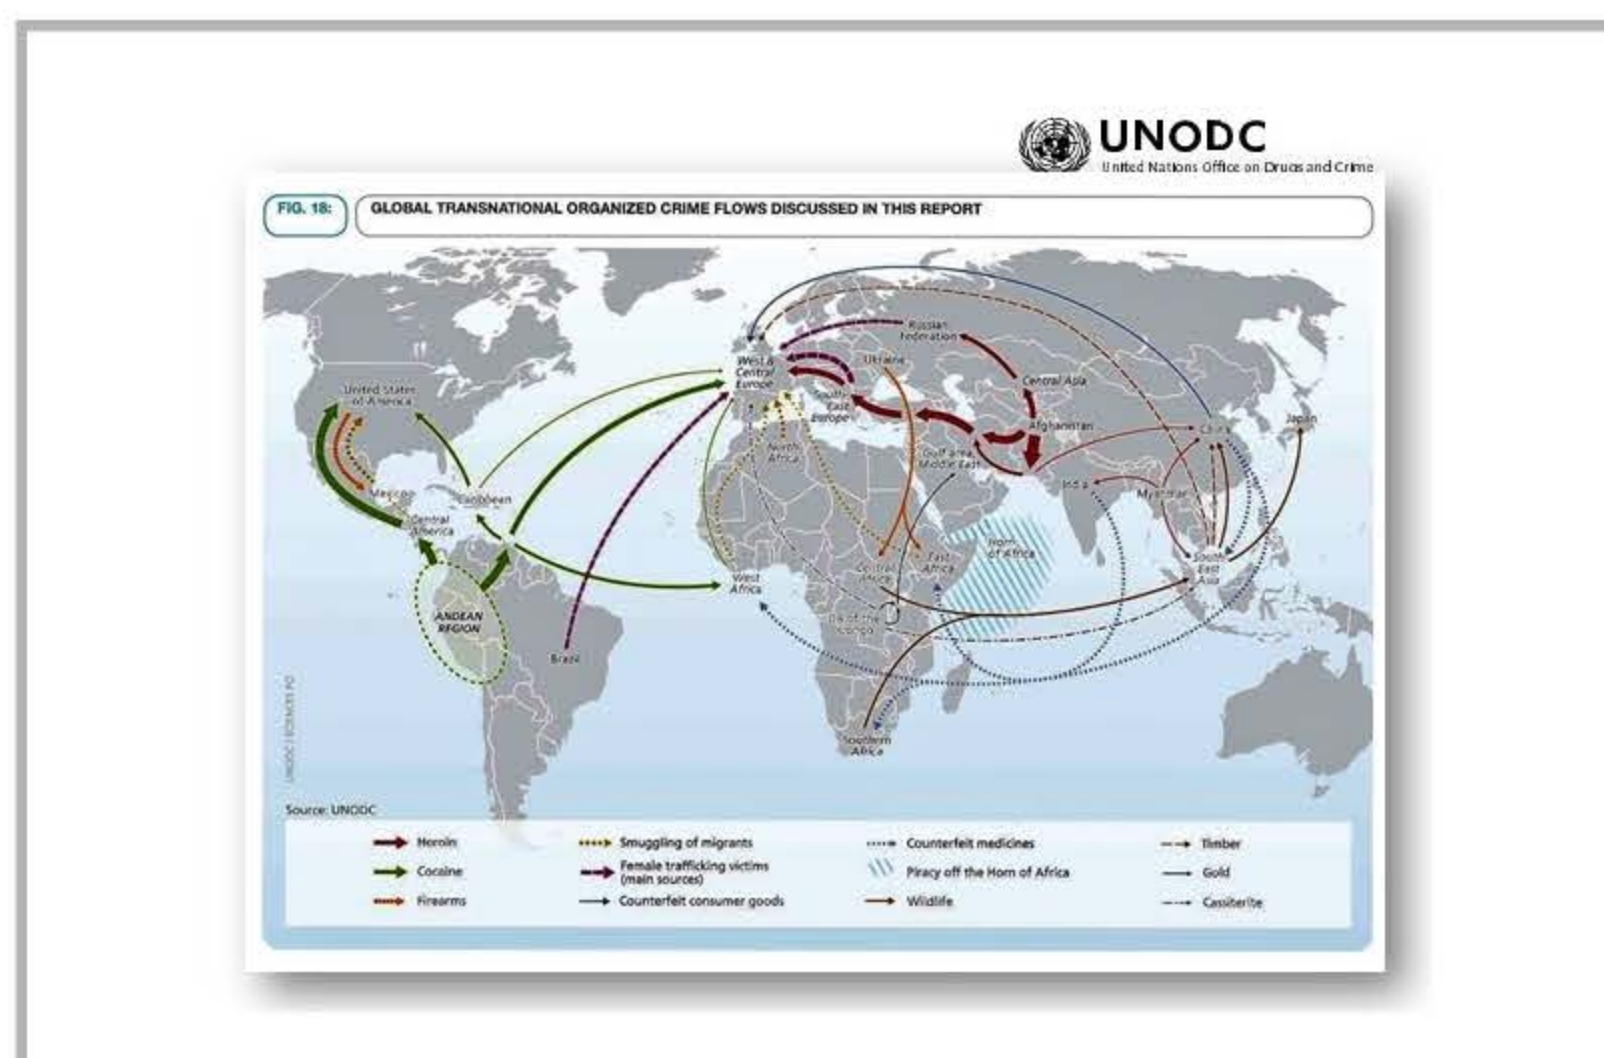 UNODC
United Nations Office on Drugs and Crime
FIG. 18:
GLOBAL TRANSNATIONAL ORGANIZED CRIME FLOWS DISCUSSED IN THIS REPORT
Russian
Federation
West &
Central
Europe
Ukraine
Central Asia
United States
of America
South
East
Europe
Japan
China
Afghanistan
North
Africa
Gulf area,
Middle East
India
Myanmar
Mexico
Caribbean
Central
America
Horn
of Africa
South
East
Asia
Central
Africa
East
Africa
West
Africa
ANDEAN
REGION
DR of the
Congo
Brazil
Southern
Africa
UNODC / SCIENCES PO
Source: UNODC
Heroin
Cocaine
Firearms
Smuggling of migrants
Female trafficking victims
(main sources)
Counterfeit consumer goods
Counterfeit medicines
Piracy off the Horn of Africa
Wildlife
Timber
Gold
Cassiterite